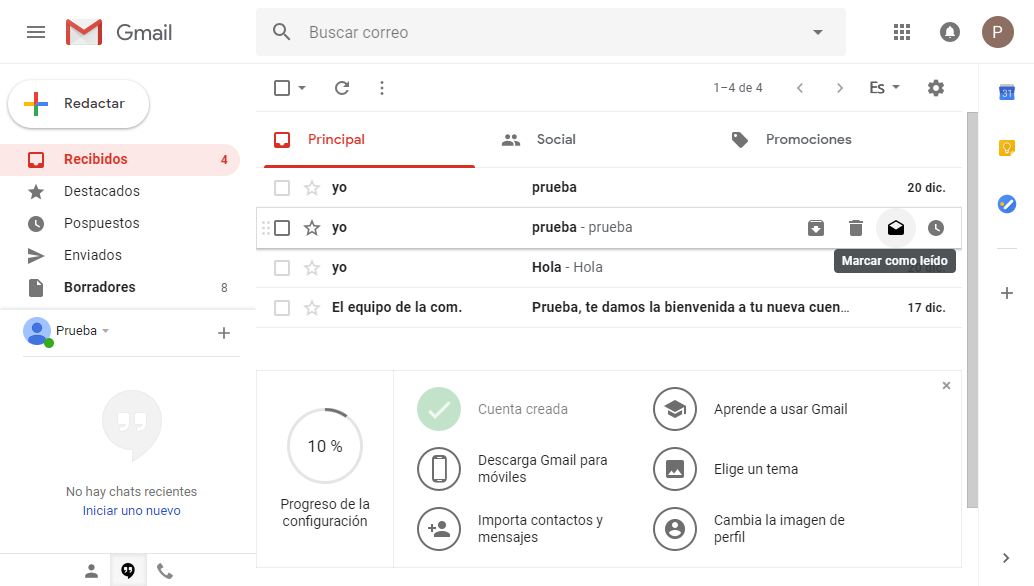 Gmail
Buscar correo
P
Redactar
1–4 de 4
Es
31
Recibidos 4
Destacados
Pospuestos
Enviados
Borradores 8
Principal
Social
Promociones
yo prueba 20 dic.
yo prueba - prueba
Marcar como leído
yo Hola - Hola
El equipo de la com. Prueba, te damos la bienvenida a tu nueva cuen… 17 dic.
Prueba
No hay chats recientes
Iniciar uno nuevo
10 %
Progreso de la
configuración
Cuenta creada
Aprende a usar Gmail
Descarga Gmail para
móviles
Elige un tema
Importa contactos y
mensajes
Cambia la imagen de
perfil